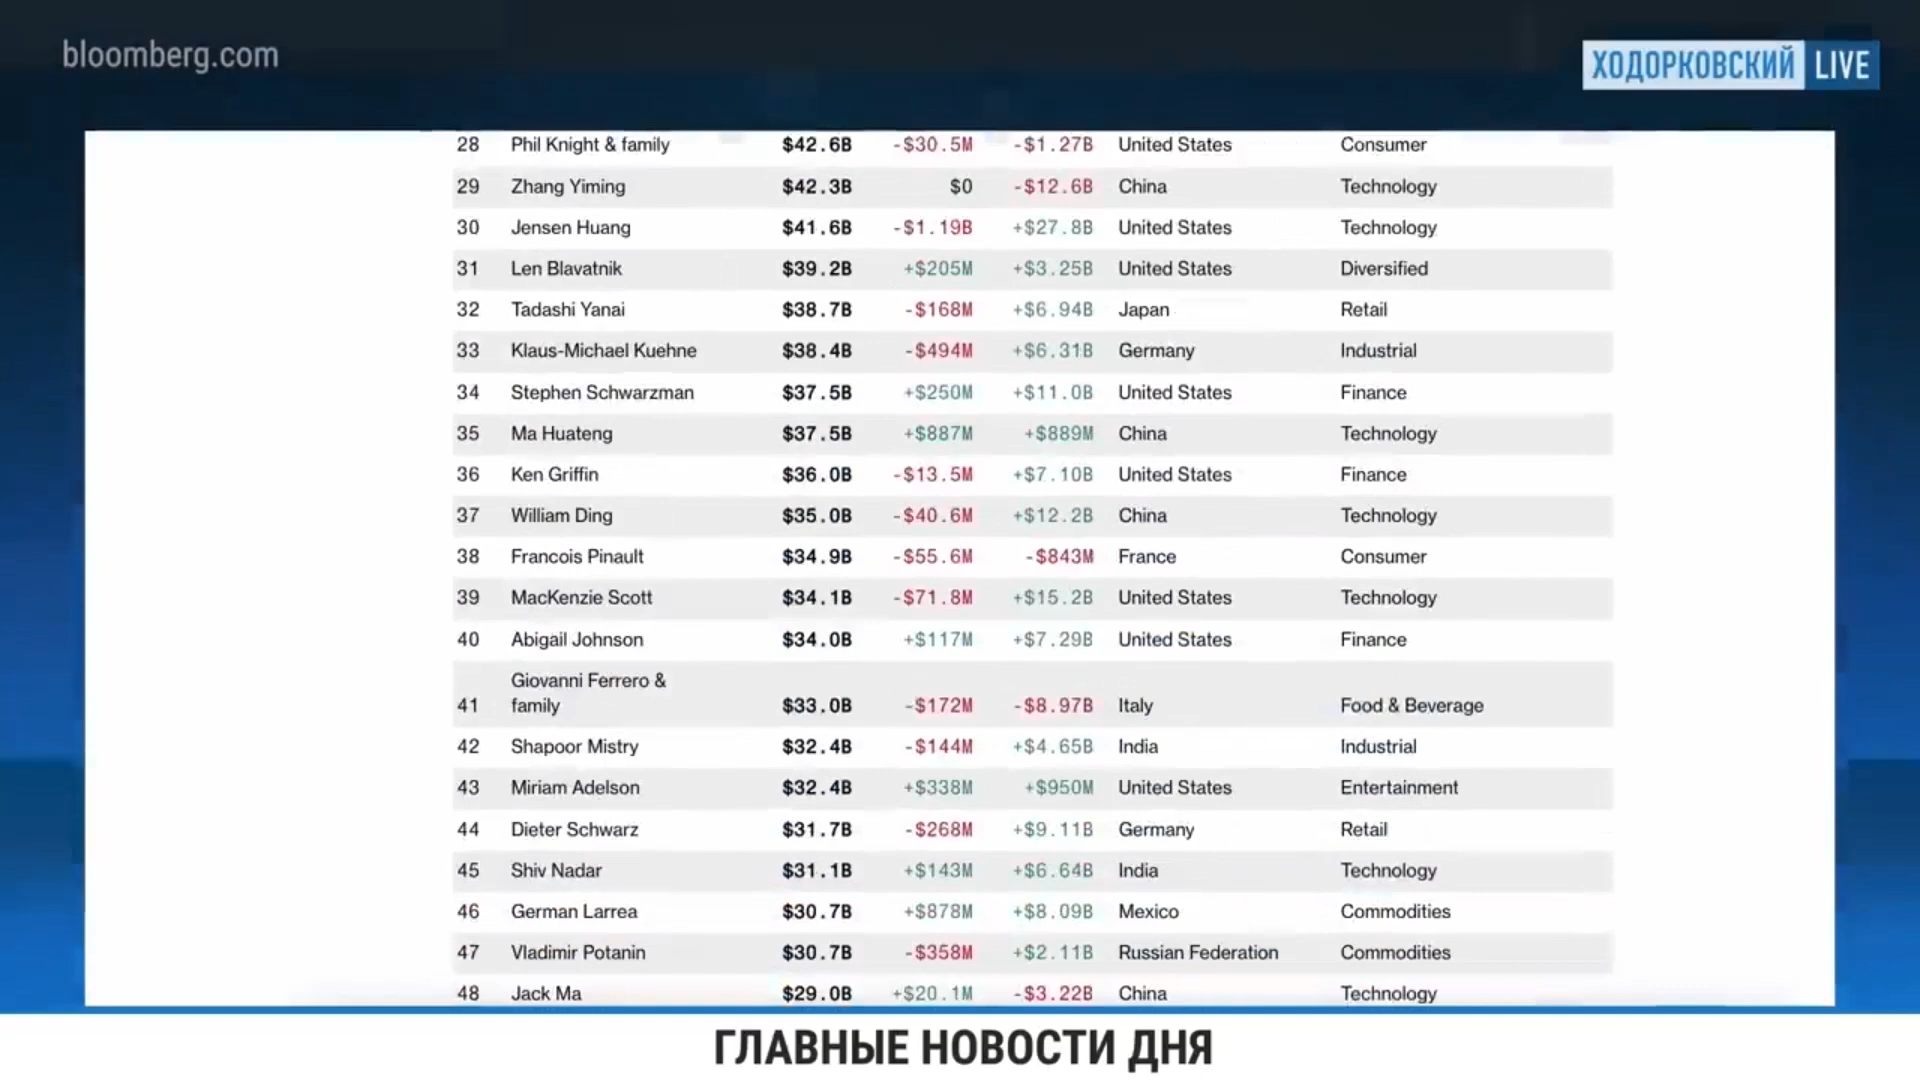 bloomberg.com
ХОДОРКОВСКИЙ LIVE
28 Phil Knight & family $42.6B -$30.5M -$1.27B United States Consumer
29 Zhang Yiming $42.3B $0 -$12.6B China Technology
30 Jensen Huang $41.6B -$1.19B +$27.8B United States Technology
31 Len Blavatnik $39.2B +$205M +$3.25B United States Diversified
32 Tadashi Yanai $38.7B -$168M +$6.94B Japan Retail
33 Klaus-Michael Kuehne $38.4B -$494M +$6.31B Germany Industrial
34 Stephen Schwarzman $37.5B +$250M +$11.0B United States Finance
35 Ma Huateng $37.5B +$887M +$889M China Technology
36 Ken Griffin $36.0B -$13.5M +$7.10B United States Finance
37 William Ding $35.0B -$40.6M +$12.2B China Technology
38 Francois Pinault $34.9B -$55.6M -$843M France Consumer
39 MacKenzie Scott $34.1B -$71.8M +$15.2B United States Technology
40 Abigail Johnson $34.0B +$117M +$7.29B United States Finance
Giovanni Ferrero &
41 family $33.0B -$172M -$8.97B Italy Food & Beverage
42 Shapoor Mistry $32.4B -$144M +$4.65B India Industrial
43 Miriam Adelson $32.4B +$338M +$950M United States Entertainment
44 Dieter Schwarz $31.7B -$268M +$9.11B Germany Retail
45 Shiv Nadar $31.1B +$143M +$6.64B India Technology
46 German Larrea $30.7B +$878M +$8.09B Mexico Commodities
47 Vladimir Potanin $30.7B -$358M +$2.11B Russian Federation Commodities
48 Jack Ma $29.0B +$20.1M -$3.22B China Technology
ГЛАВНЫЕ НОВОСТИ ДНЯ